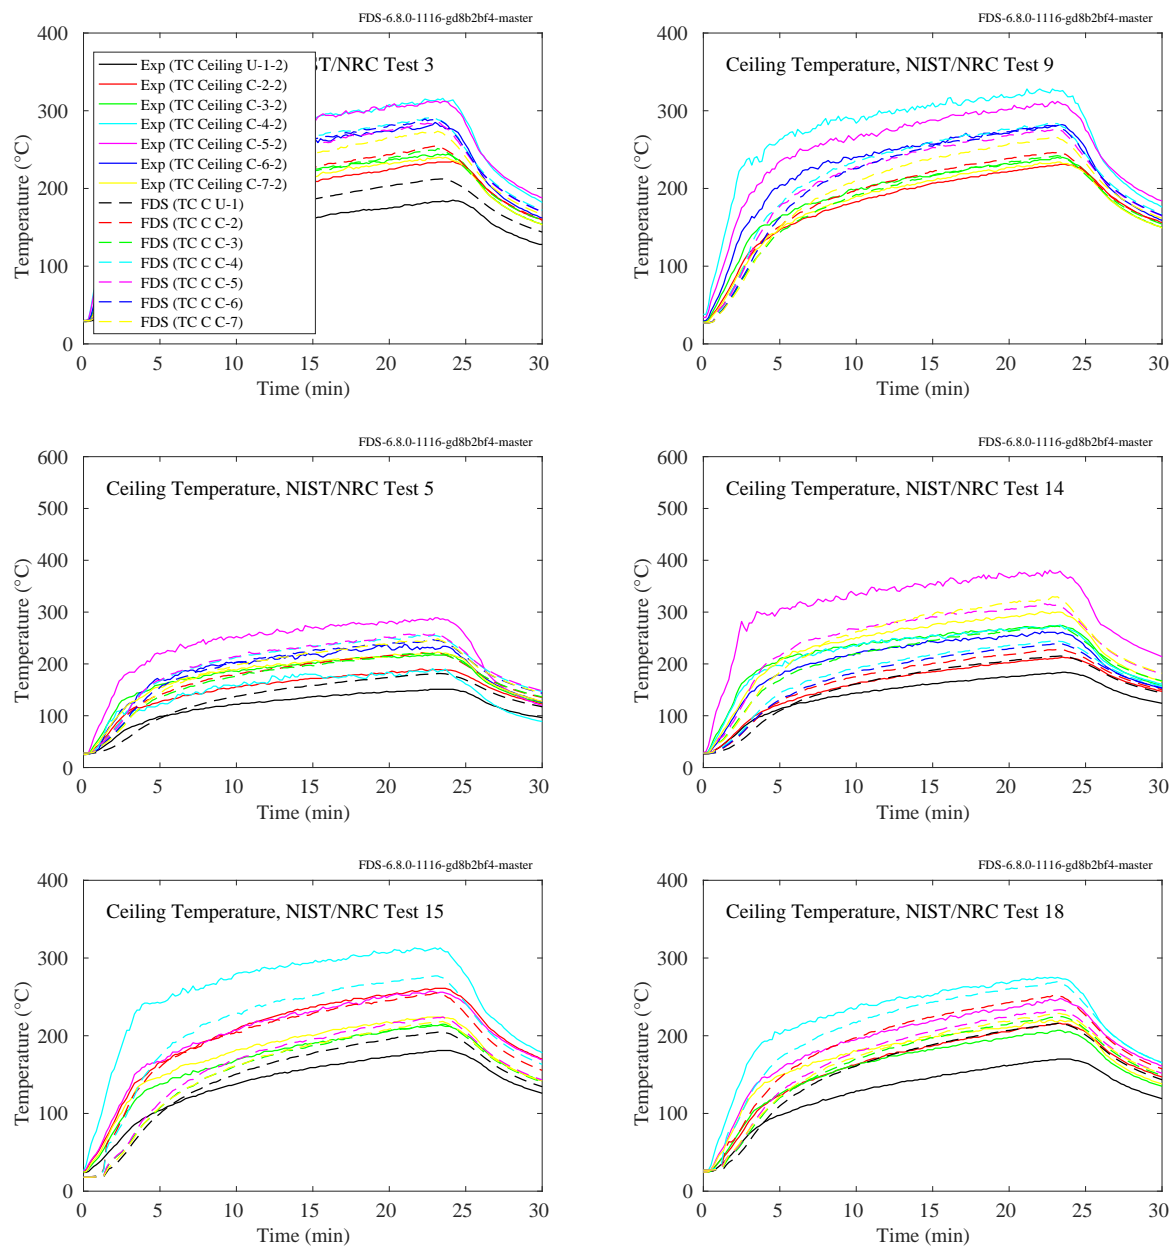 FDS-6.8.0-1116-gd8b2bf4-master
400
300
200
100
0
Temperature (°C)
0 5 10 15 20 25 30
Time (min)
ST/NRC Test 3
Exp (TC Ceiling U-1-2)
Exp (TC Ceiling C-2-2)
Exp (TC Ceiling C-3-2)
Exp (TC Ceiling C-4-2)
Exp (TC Ceiling C-5-2)
Exp (TC Ceiling C-6-2)
Exp (TC Ceiling C-7-2)
FDS (TC C U-1)
FDS (TC C C-2)
FDS (TC C C-3)
FDS (TC C C-4)
FDS (TC C C-5)
FDS (TC C C-6)
FDS (TC C C-7)
FDS-6.8.0-1116-gd8b2bf4-master
Ceiling Temperature, NIST/NRC Test 9
400
300
200
100
0
Temperature (°C)
0 5 10 15 20 25 30
Time (min)
FDS-6.8.0-1116-gd8b2bf4-master
Ceiling Temperature, NIST/NRC Test 5
600
500
400
300
200
100
0
Temperature (°C)
0 5 10 15 20 25 30
Time (min)
FDS-6.8.0-1116-gd8b2bf4-master
Ceiling Temperature, NIST/NRC Test 14
600
500
400
300
200
100
0
Temperature (°C)
0 5 10 15 20 25 30
Time (min)
FDS-6.8.0-1116-gd8b2bf4-master
Ceiling Temperature, NIST/NRC Test 15
400
300
200
100
0
Temperature (°C)
0 5 10 15 20 25 30
Time (min)
FDS-6.8.0-1116-gd8b2bf4-master
Ceiling Temperature, NIST/NRC Test 18
400
300
200
100
0
Temperature (°C)
0 5 10 15 20 25 30
Time (min)